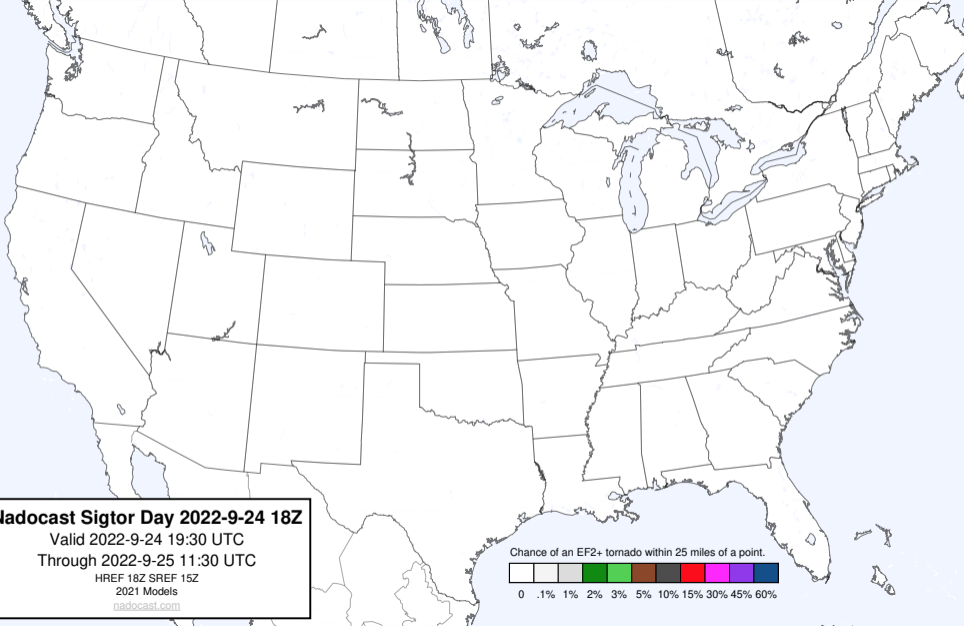 Nadocast Sigtor Day 2022-9-24 18Z
Valid 2022-9-24 19:30 UTC
Through 2022-9-25 11:30 UTC
HREF 18Z SREF 15Z
2021 Models
nadocast.com
Chance of an EF2+ tornado within 25 miles of a point.
0 .1% 1% 2% 3% 5% 10% 15% 30% 45% 60%